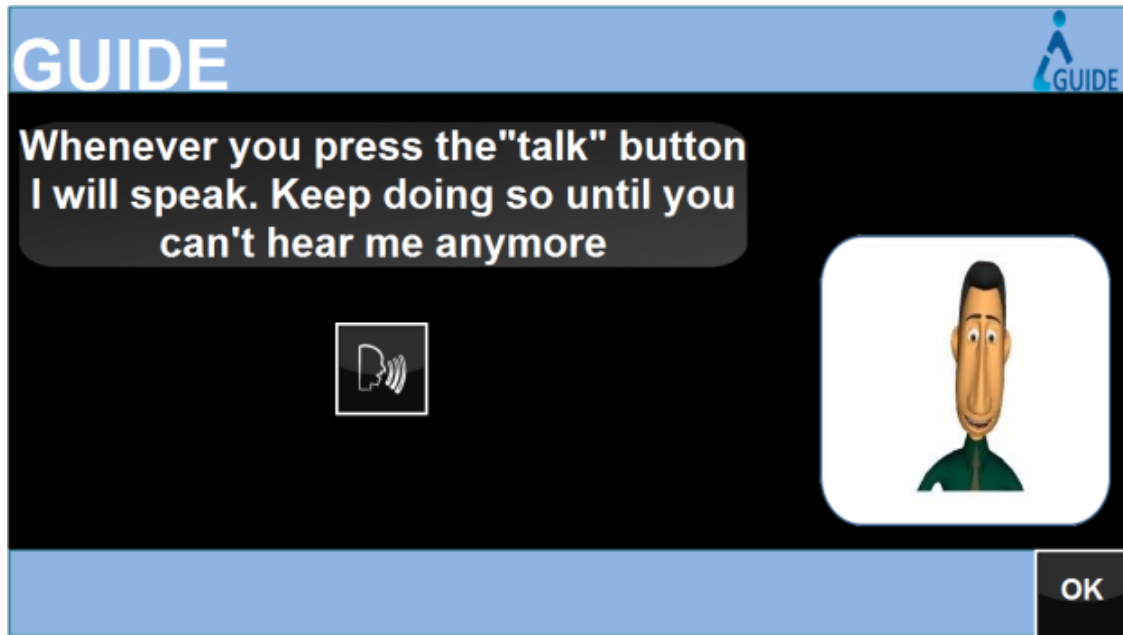 GUIDE
GUIDE
Whenever you press the"talk" button
I will speak. Keep doing so until you
can't hear me anymore
OK